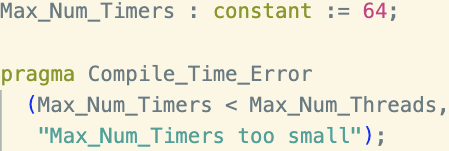 Max_Num_Timers : constant := 64;
pragma Compile_Time_Error
(Max_Num_Timers < Max_Num_Threads,
"Max_Num_Timers too small");